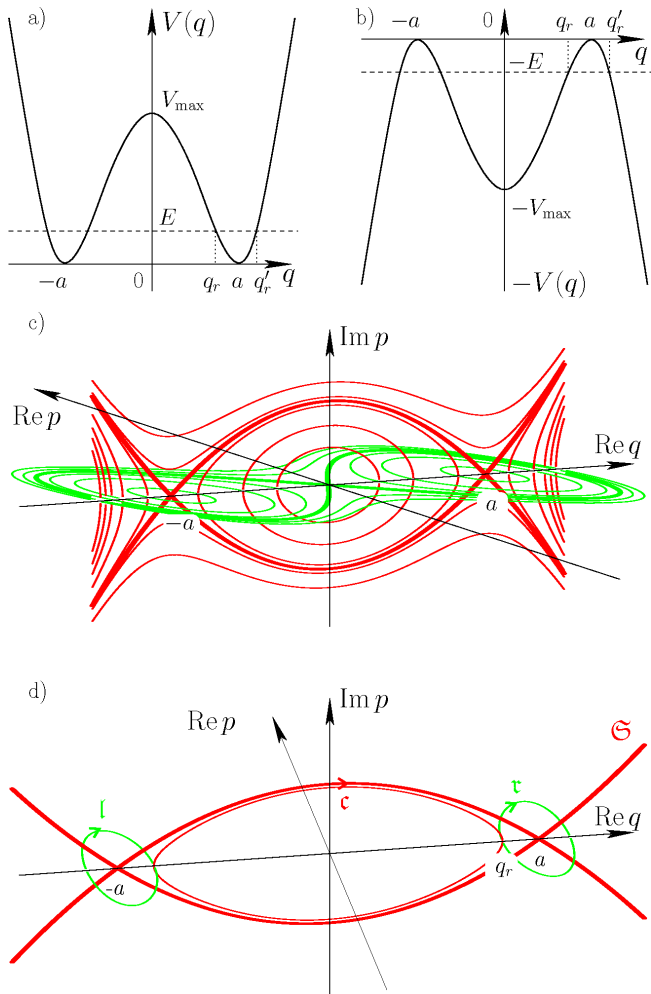 a)
V(q)
V_max
E
−a
0
q_r
a
q′_r
q
b)
−a
0
q_r
a
q′_r
q
−E
−V_max
−V(q)
c)
Im p
Re p
Re q
−a
a
d)
Im p
Re p
𝔖
𝔩
𝔠
𝔯
Re q
-a
q_r
a